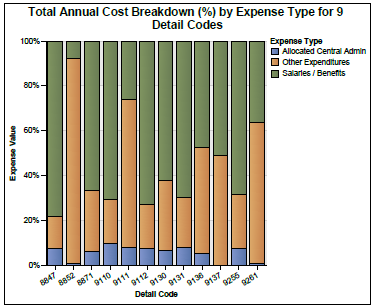 Total Annual Cost Breakdown (%) by Expense Type for 9
Detail Codes
Expense Type
Allocated Central Admin
Other Expenditures
Salaries / Benefits
100%
80%
60%
40%
20%
0%
Expense Value
8847
8852
8871
9110
9111
9112
9130
9131
9136
9137
9255
9261
Detail Code